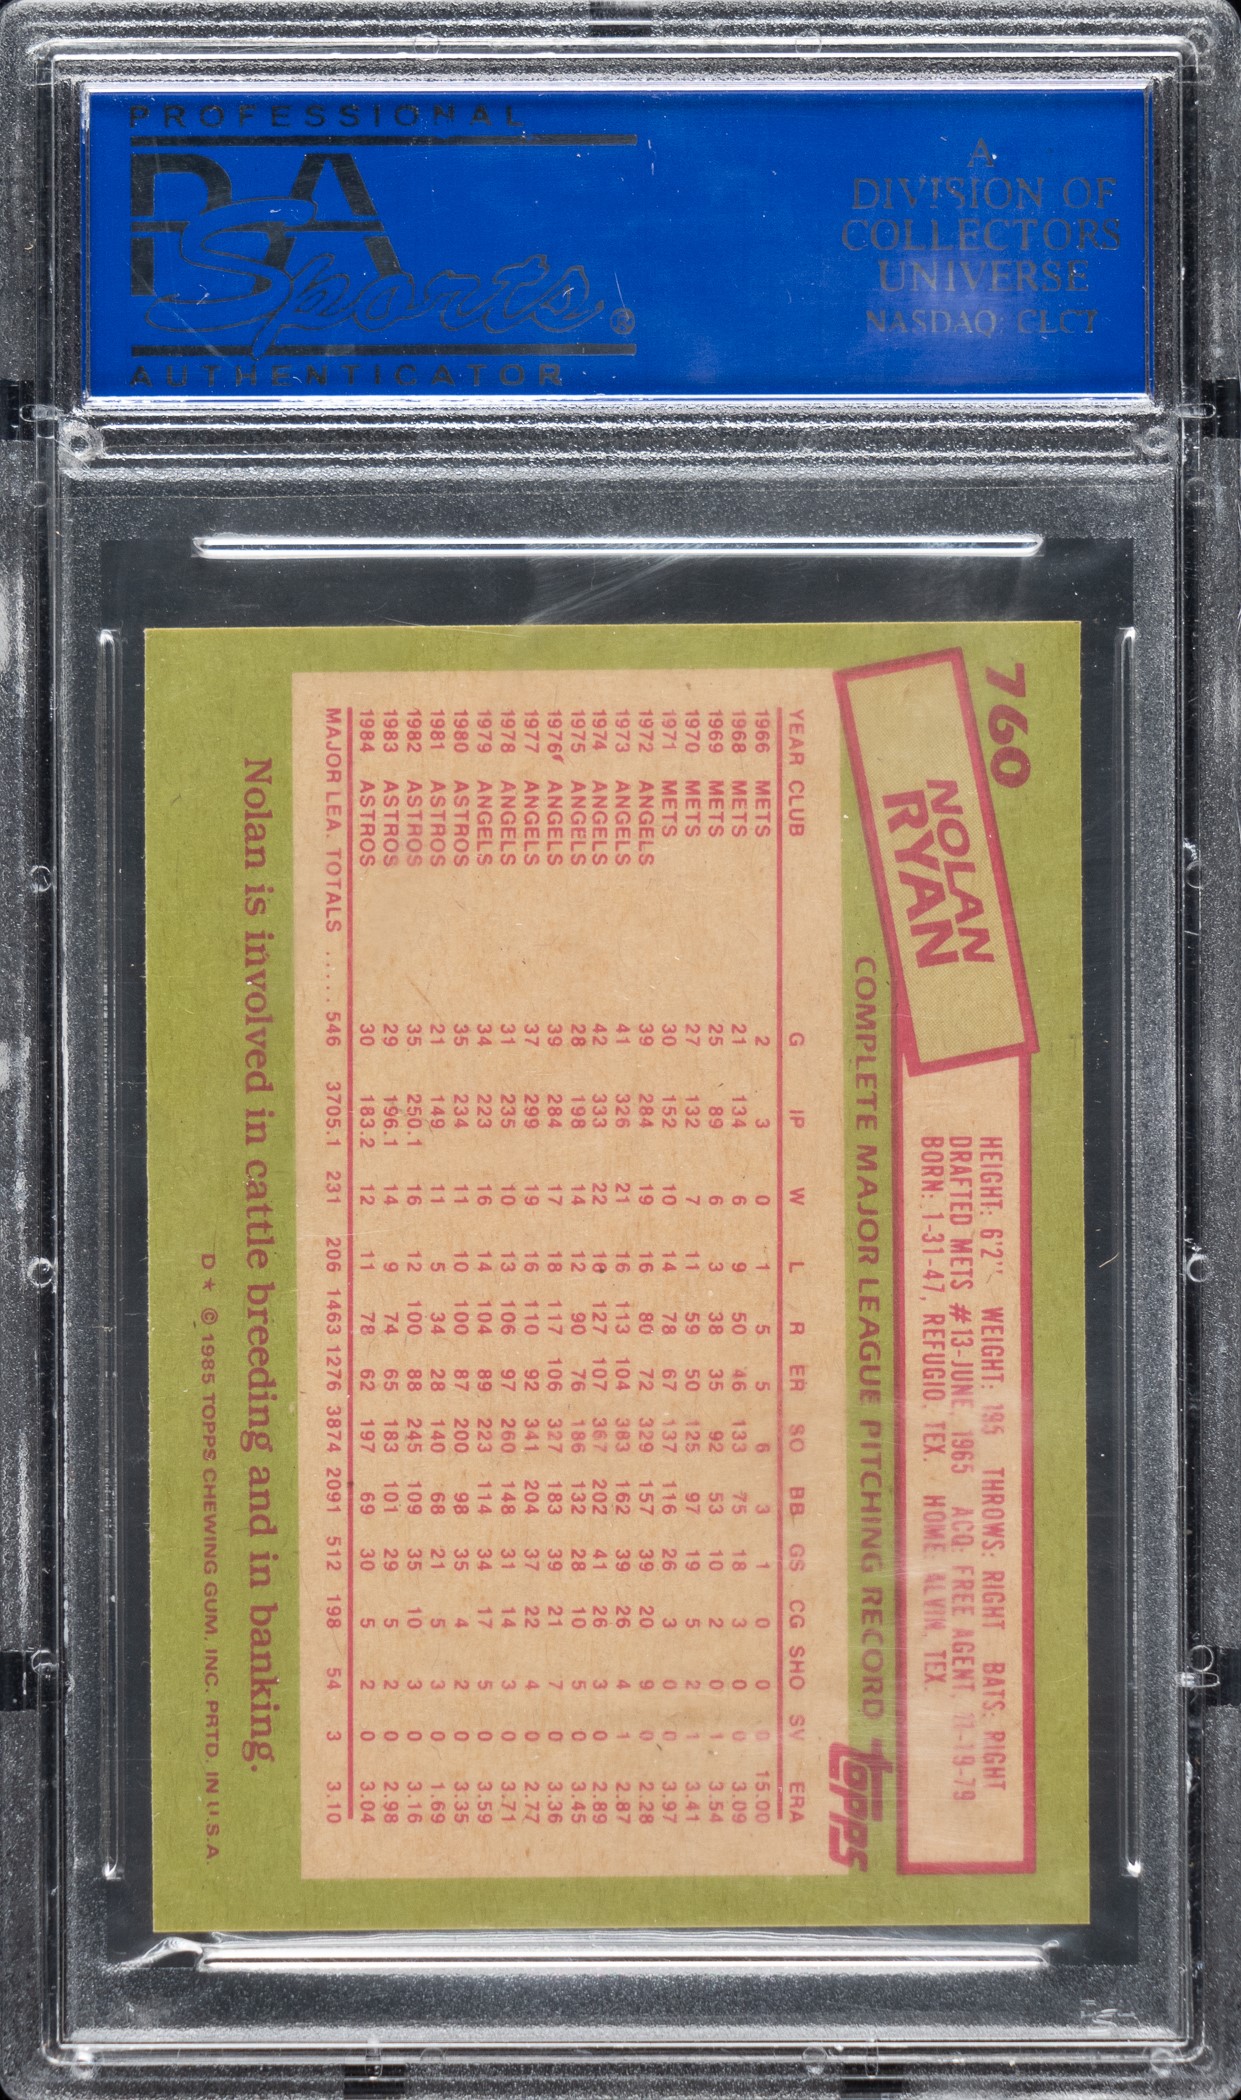 PROFESSIONAL
PSA
Sports®
AUTHENTICATOR
A
DIVISION OF
COLLECTORS
UNIVERSE
NASDAQ: CLCT
760
NOLAN
RYAN
HEIGHT: 6'2" WEIGHT: 195 THROWS: RIGHT BATS: RIGHT
DRAFTED METS #13-JUNE, 1965 ACQ: FREE AGENT, 11-19-79
BORN: 1-31-47, REFUGIO, TEX. HOME: ALVIN, TEX.
COMPLETE MAJOR LEAGUE PITCHING RECORD
topps
YEAR CLUB G IP W L R ER SO BB GS CG SHO SV ERA
1966 METS 2 3 0 1 5 5 6 3 1 0 0 0 15.00
1968 METS 21 134 6 9 50 46 133 75 18 3 0 0 3.09
1969 METS 25 89 6 3 38 35 92 53 10 2 0 1 3.54
1970 METS 27 132 7 11 59 50 125 97 19 5 2 1 3.41
1971 METS 30 152 10 14 78 67 137 116 26 3 0 0 3.97
1972 ANGELS 39 284 19 16 80 72 329 157 39 20 9 0 2.28
1973 ANGELS 41 326 21 16 113 104 383 162 39 26 4 1 2.87
1974 ANGELS 42 333 22 16 127 107 367 202 41 26 3 0 2.89
1975 ANGELS 28 198 14 12 90 76 186 132 28 10 5 0 3.45
1976 ANGELS 39 284 17 18 117 106 327 183 39 21 7 0 3.36
1977 ANGELS 37 299 19 16 110 92 341 204 37 22 4 0 2.77
1978 ANGELS 31 235 10 13 106 97 260 148 31 14 3 0 3.71
1979 ANGELS 34 223 16 14 104 89 223 114 34 17 5 0 3.59
1980 ASTROS 35 234 11 10 100 87 200 98 35 4 2 0 3.35
1981 ASTROS 21 149 11 5 34 28 140 68 21 5 3 0 1.69
1982 ASTROS 35 250.1 16 12 100 88 245 109 35 10 3 0 3.16
1983 ASTROS 29 196.1 14 9 74 65 183 101 29 5 2 0 2.98
1984 ASTROS 30 183.2 12 11 78 62 197 69 30 5 2 0 3.04
MAJOR LEA. TOTALS ..... 546 3705.1 231 206 1463 1276 3874 2091 512 198 54 3 3.10
Nolan is involved in cattle breeding and in banking.
D★ © 1985 TOPPS CHEWING GUM, INC. PRTD. IN U.S.A.